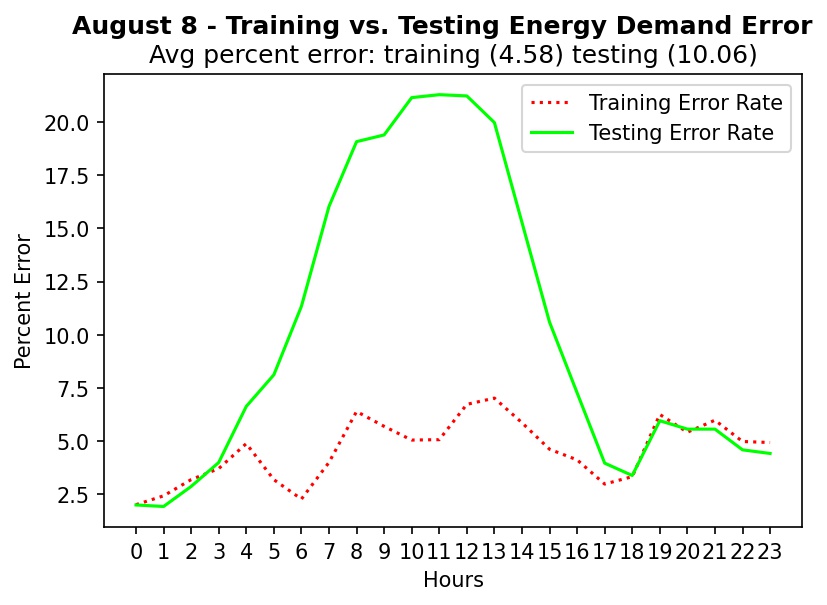 August 8 - Training vs. Testing Energy Demand Error
Avg percent error: training (4.58) testing (10.06)
Training Error Rate
Testing Error Rate
20.0
17.5
15.0
12.5
10.0
7.5
5.0
2.5
Percent Error
0 1 2 3 4 5 6 7 8 9 10 11 12 13 14 15 16 17 18 19 20 21 22 23
Hours